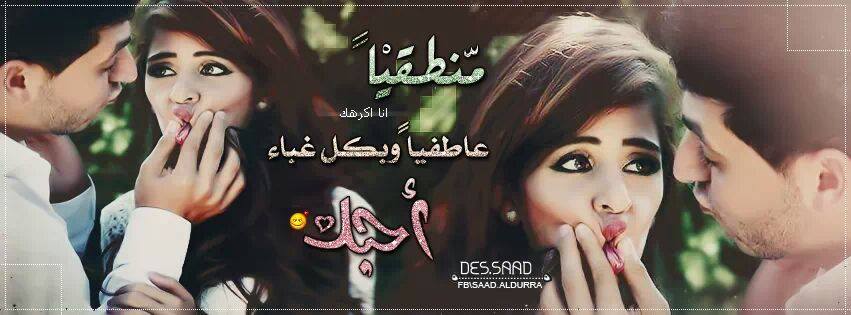 منطقياً
انا اكرهك
عاطفياً وبكل غباء
أحبك
DES.SAAD
FB\SAAD.ALDURRA